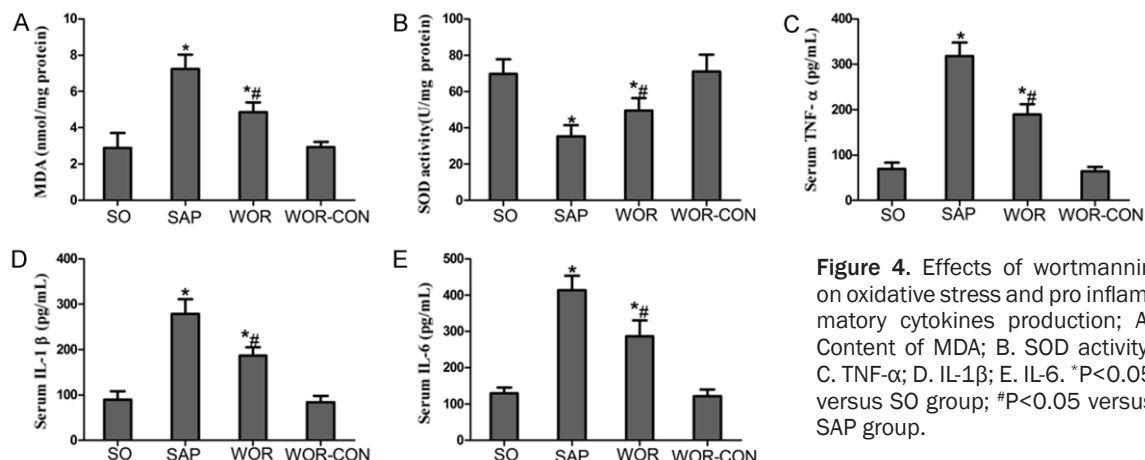 A
MDA (nmol/mg protein)
10
8
6
4
2
0
*
*#
SO SAP WOR WOR-CON
B
SOD activity(U/mg protein)
100
80
60
40
20
0
*
*#
SO SAP WOR WOR-CON
C
Serum TNF- α (pg/mL)
400
300
200
100
0
*
*#
SO SAP WOR WOR-CON
D
Serum IL-1 β (pg/mL)
400
300
200
100
0
*
*#
SO SAP WOR WOR-CON
E
Serum IL-6 (pg/mL)
500
400
300
200
100
0
*
*#
SO SAP WOR WOR-CON
Figure 4. Effects of wortmannin
on oxidative stress and pro inflam-
matory cytokines production; A.
Content of MDA; B. SOD activity;
C. TNF-α; D. IL-1β; E. IL-6. *P<0.05
versus SO group; #P<0.05 versus
SAP group.